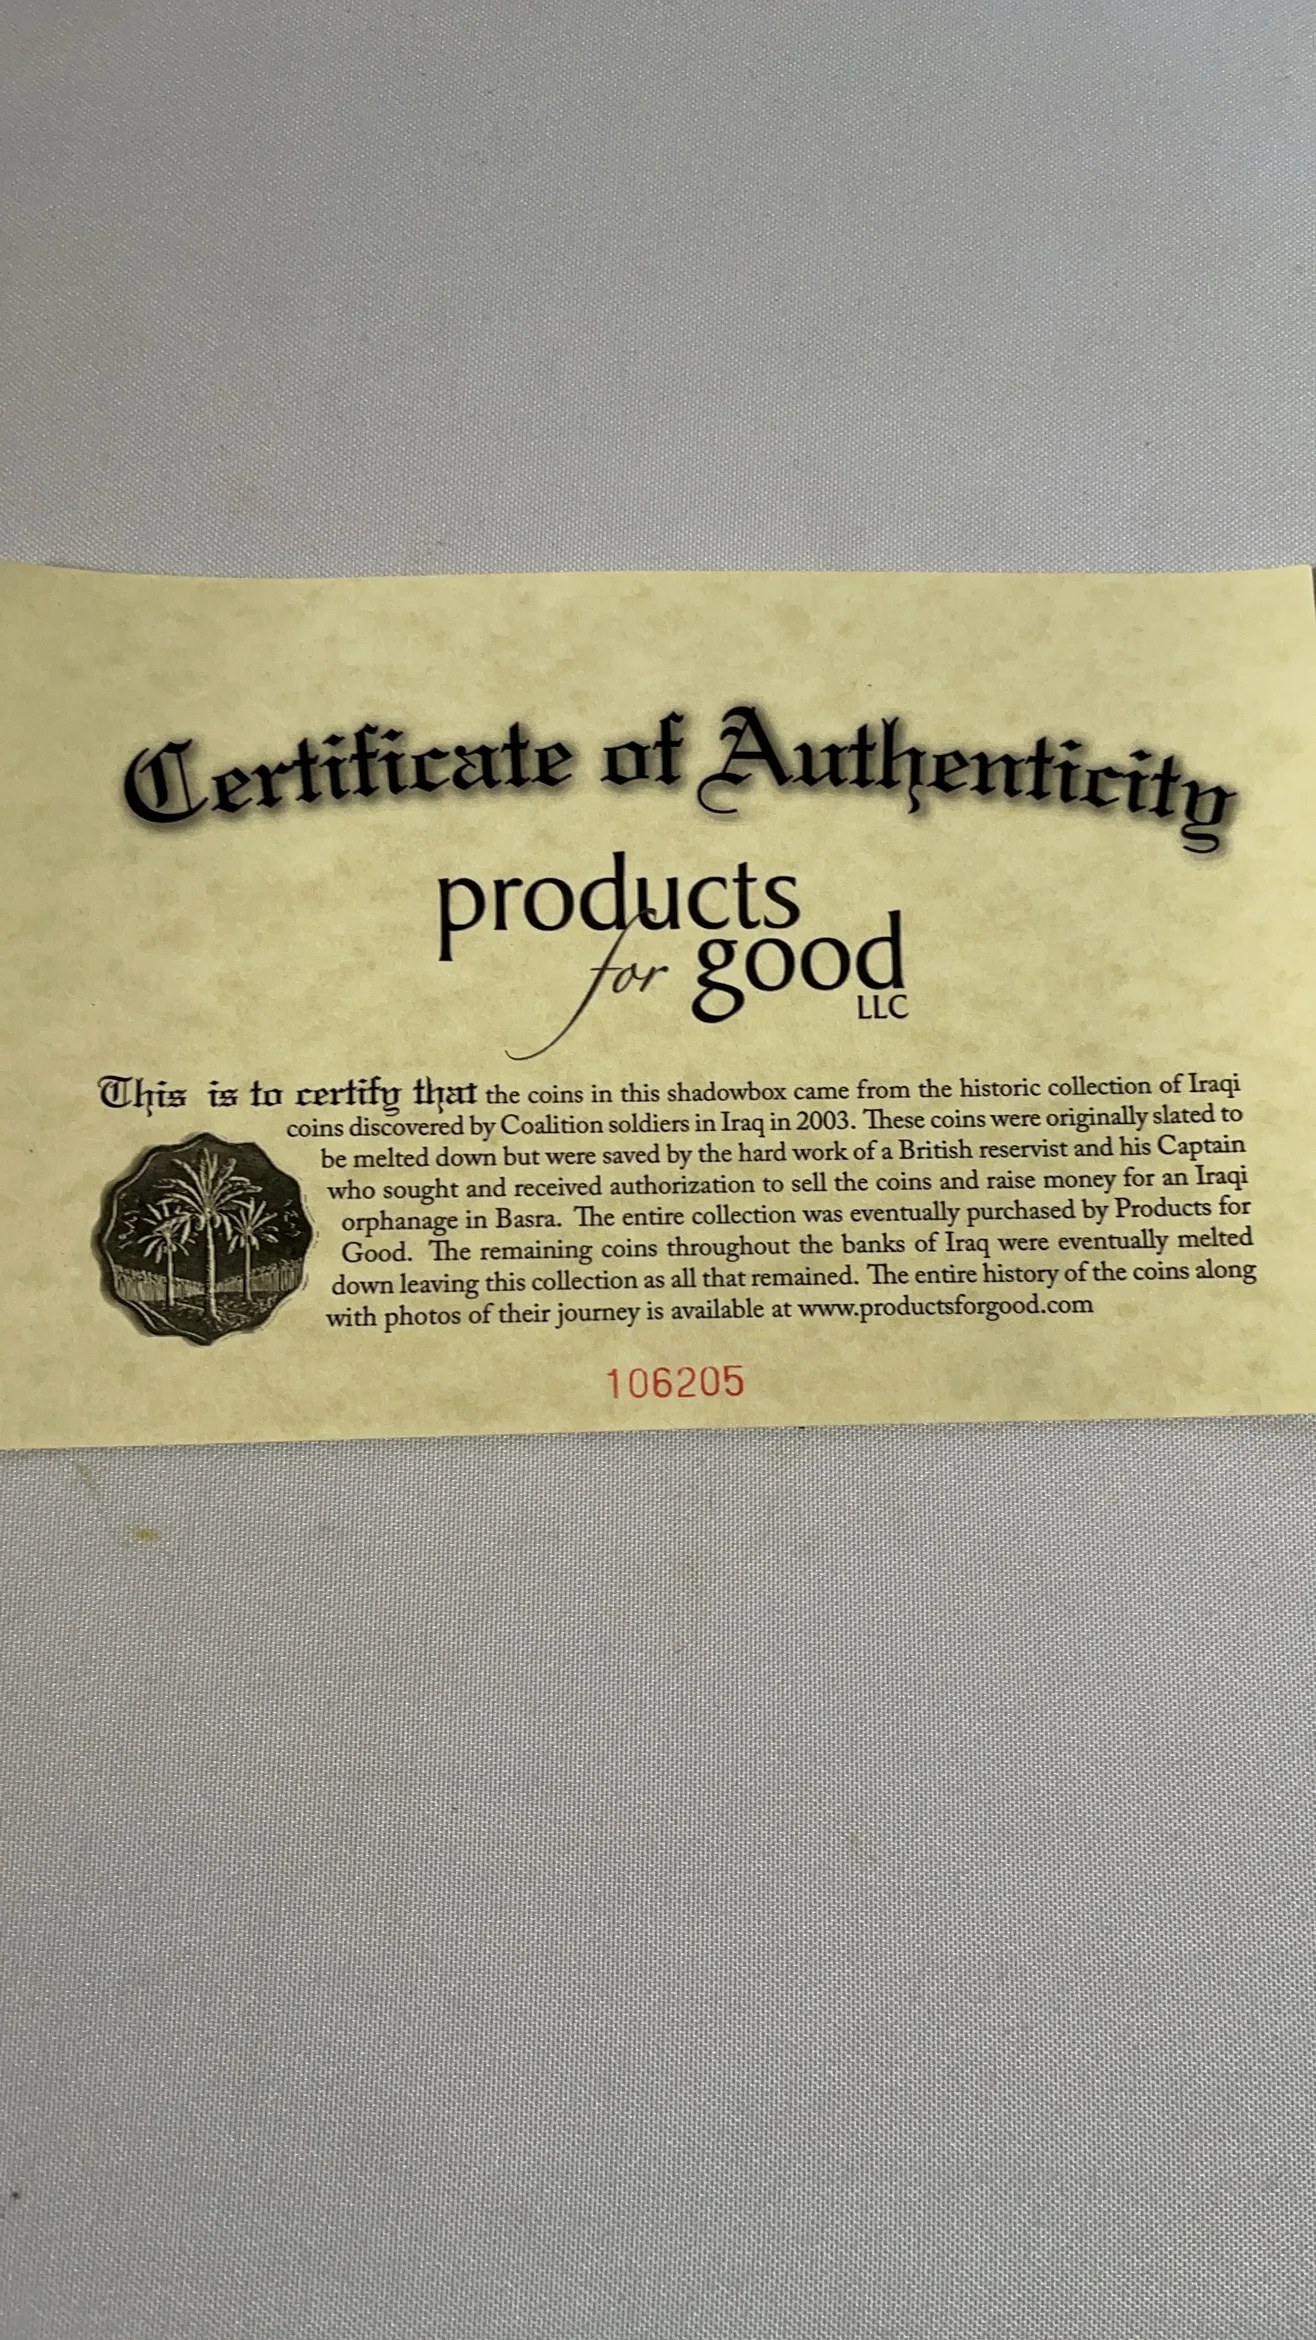 Certificate of Authenticity
products
for good
LLC
This is to certify that the coins in this shadowbox came from the historic collection of Iraqi
coins discovered by Coalition soldiers in Iraq in 2003. These coins were originally slated to
be melted down but were saved by the hard work of a British reservist and his Captain
who sought and received authorization to sell the coins and raise money for an Iraqi
orphanage in Basra. The entire collection was eventually purchased by Products for
Good. The remaining coins throughout the banks of Iraq were eventually melted
down leaving this collection as all that remained. The entire history of the coins along
with photos of their journey is available at www.productsforgood.com
106205